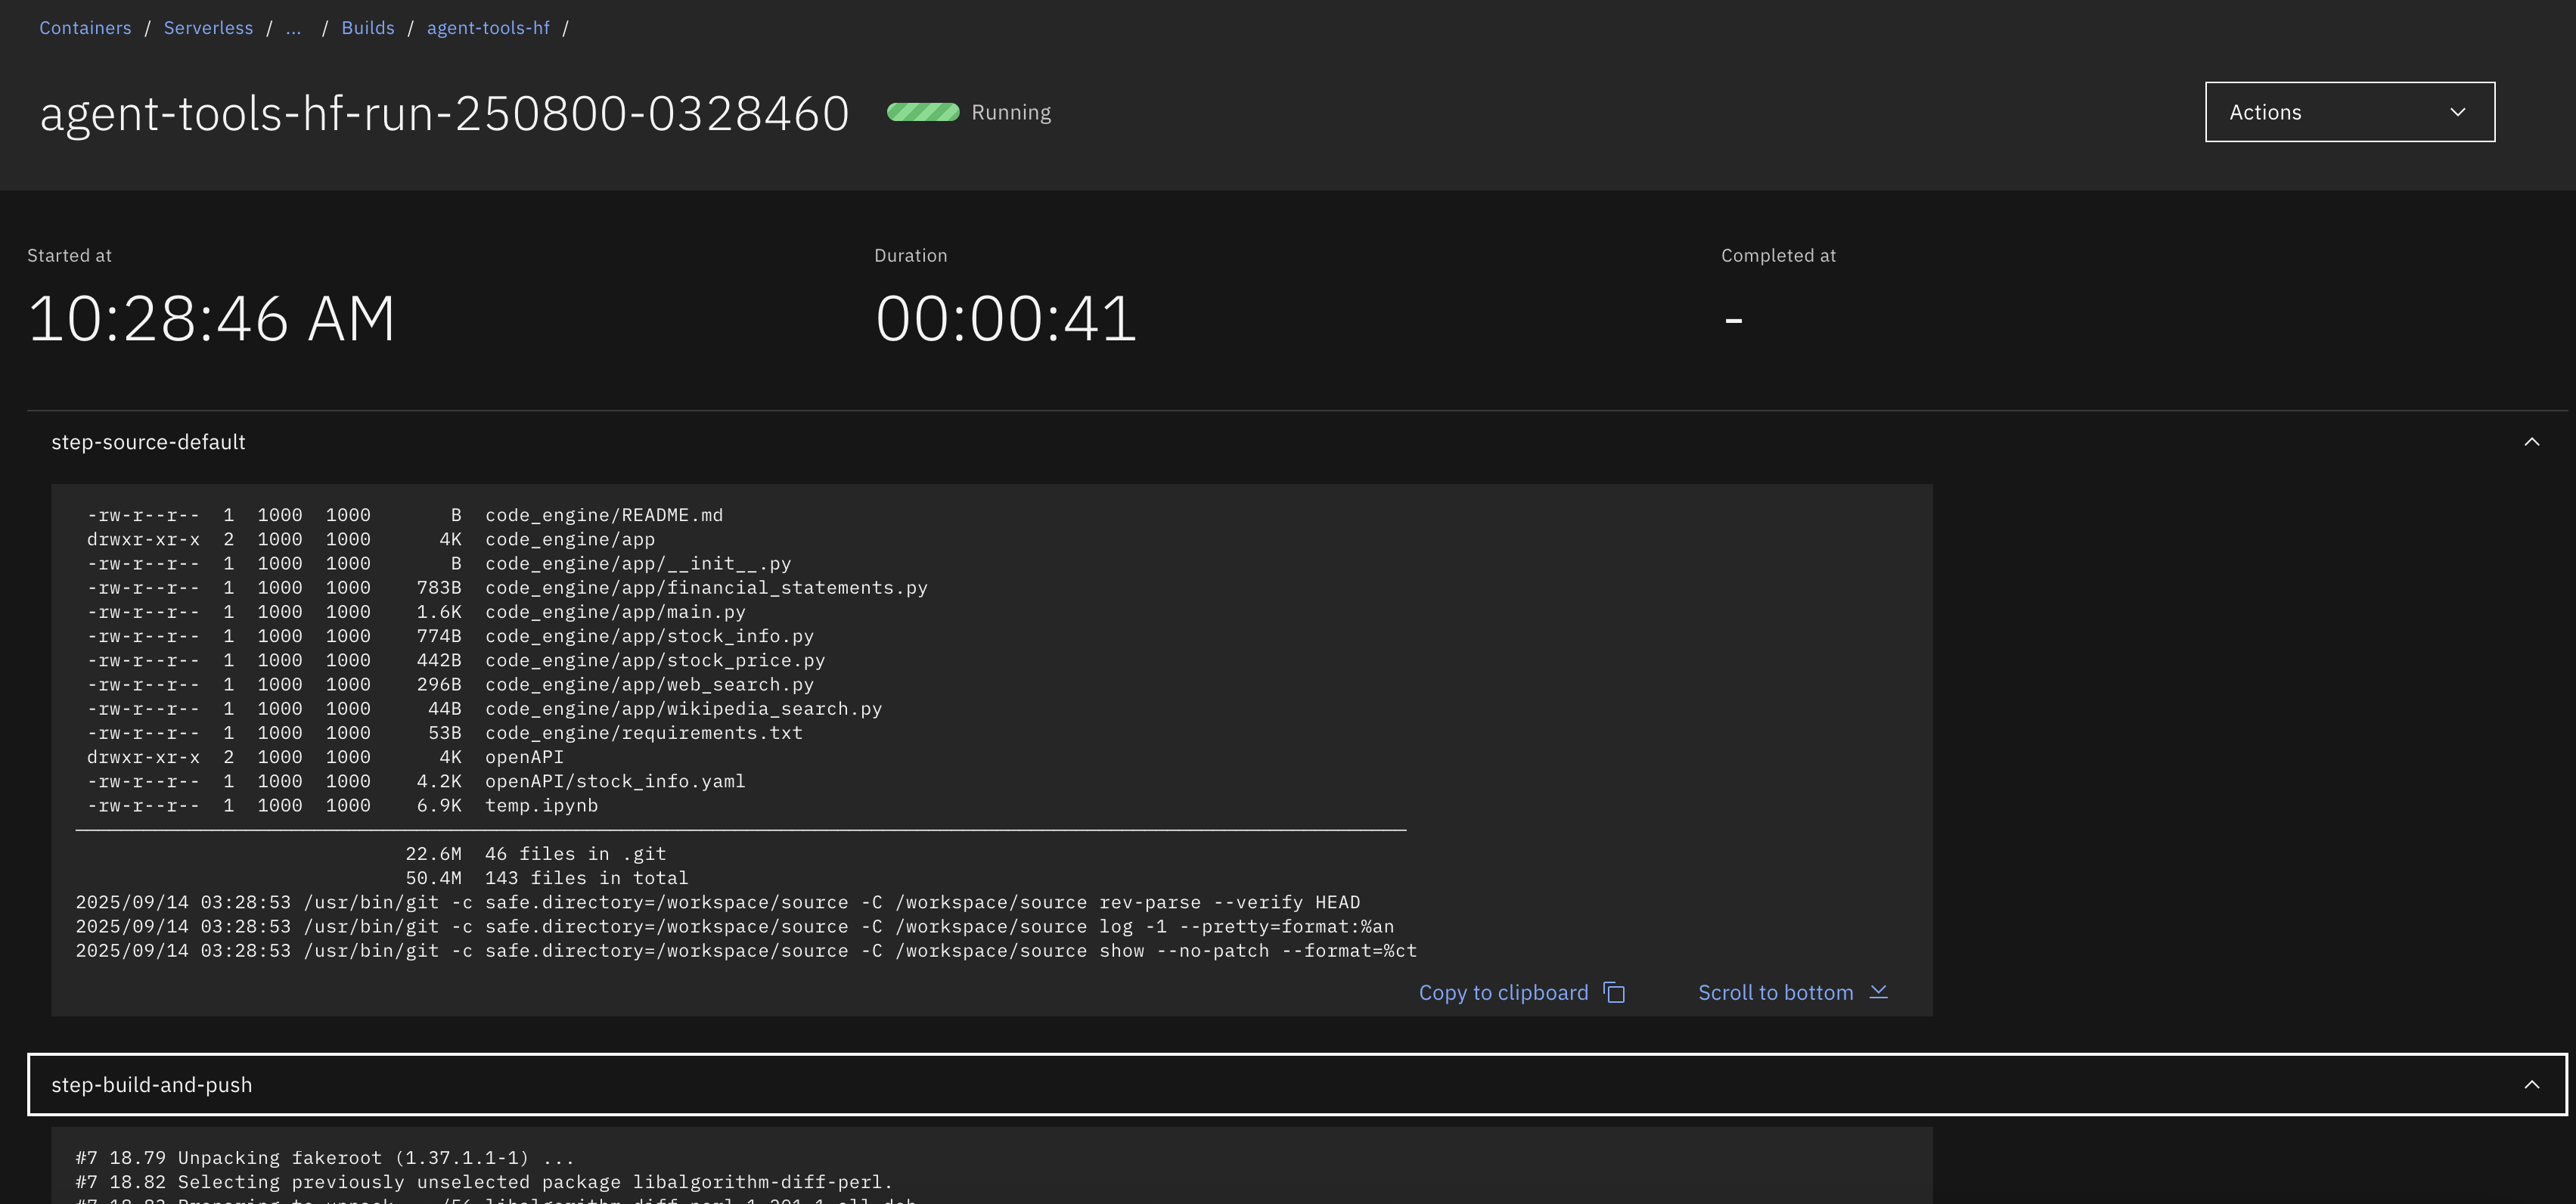 Containers / Serverless / ... / Builds / agent-tools-hf /
agent-tools-hf-run-250800-0328460 Running
Actions
Started at Duration Completed at
10:28:46 AM 00:00:41 -
step-source-default
-rw-r--r-- 1 1000 1000 B code_engine/README.md
drwxr-xr-x 2 1000 1000 4K code_engine/app
-rw-r--r-- 1 1000 1000 B code_engine/app/__init__.py
-rw-r--r-- 1 1000 1000 783B code_engine/app/financial_statements.py
-rw-r--r-- 1 1000 1000 1.6K code_engine/app/main.py
-rw-r--r-- 1 1000 1000 774B code_engine/app/stock_info.py
-rw-r--r-- 1 1000 1000 442B code_engine/app/stock_price.py
-rw-r--r-- 1 1000 1000 296B code_engine/app/web_search.py
-rw-r--r-- 1 1000 1000 44B code_engine/app/wikipedia_search.py
-rw-r--r-- 1 1000 1000 53B code_engine/requirements.txt
drwxr-xr-x 2 1000 1000 4K openAPI
-rw-r--r-- 1 1000 1000 4.2K openAPI/stock_info.yaml
-rw-r--r-- 1 1000 1000 6.9K temp.ipynb
22.6M 46 files in .git
50.4M 143 files in total
2025/09/14 03:28:53 /usr/bin/git -c safe.directory=/workspace/source -C /workspace/source rev-parse --verify HEAD
2025/09/14 03:28:53 /usr/bin/git -c safe.directory=/workspace/source -C /workspace/source log -1 --pretty=format:%an
2025/09/14 03:28:53 /usr/bin/git -c safe.directory=/workspace/source -C /workspace/source show --no-patch --format=%ct
Copy to clipboard Scroll to bottom
step-build-and-push
#7 18.79 Unpacking fakeroot (1.37.1.1-1) ...
#7 18.82 Selecting previously unselected package libalgorithm-diff-perl.